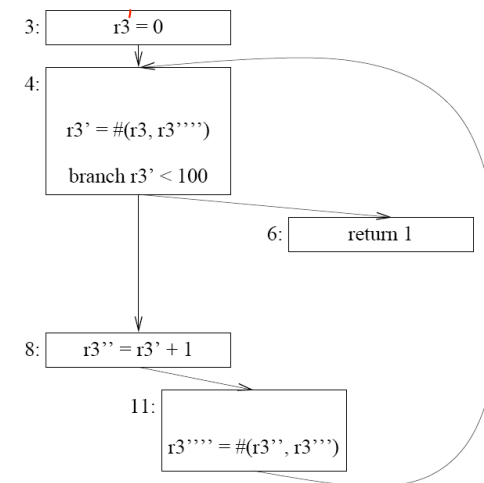 3: r3 = 0
4:
r3’ = #(r3, r3’’’’)
branch r3’ < 100
6: return 1
8: r3’’ = r3’ + 1
11:
r3’’’’ = #(r3’’, r3’’’)